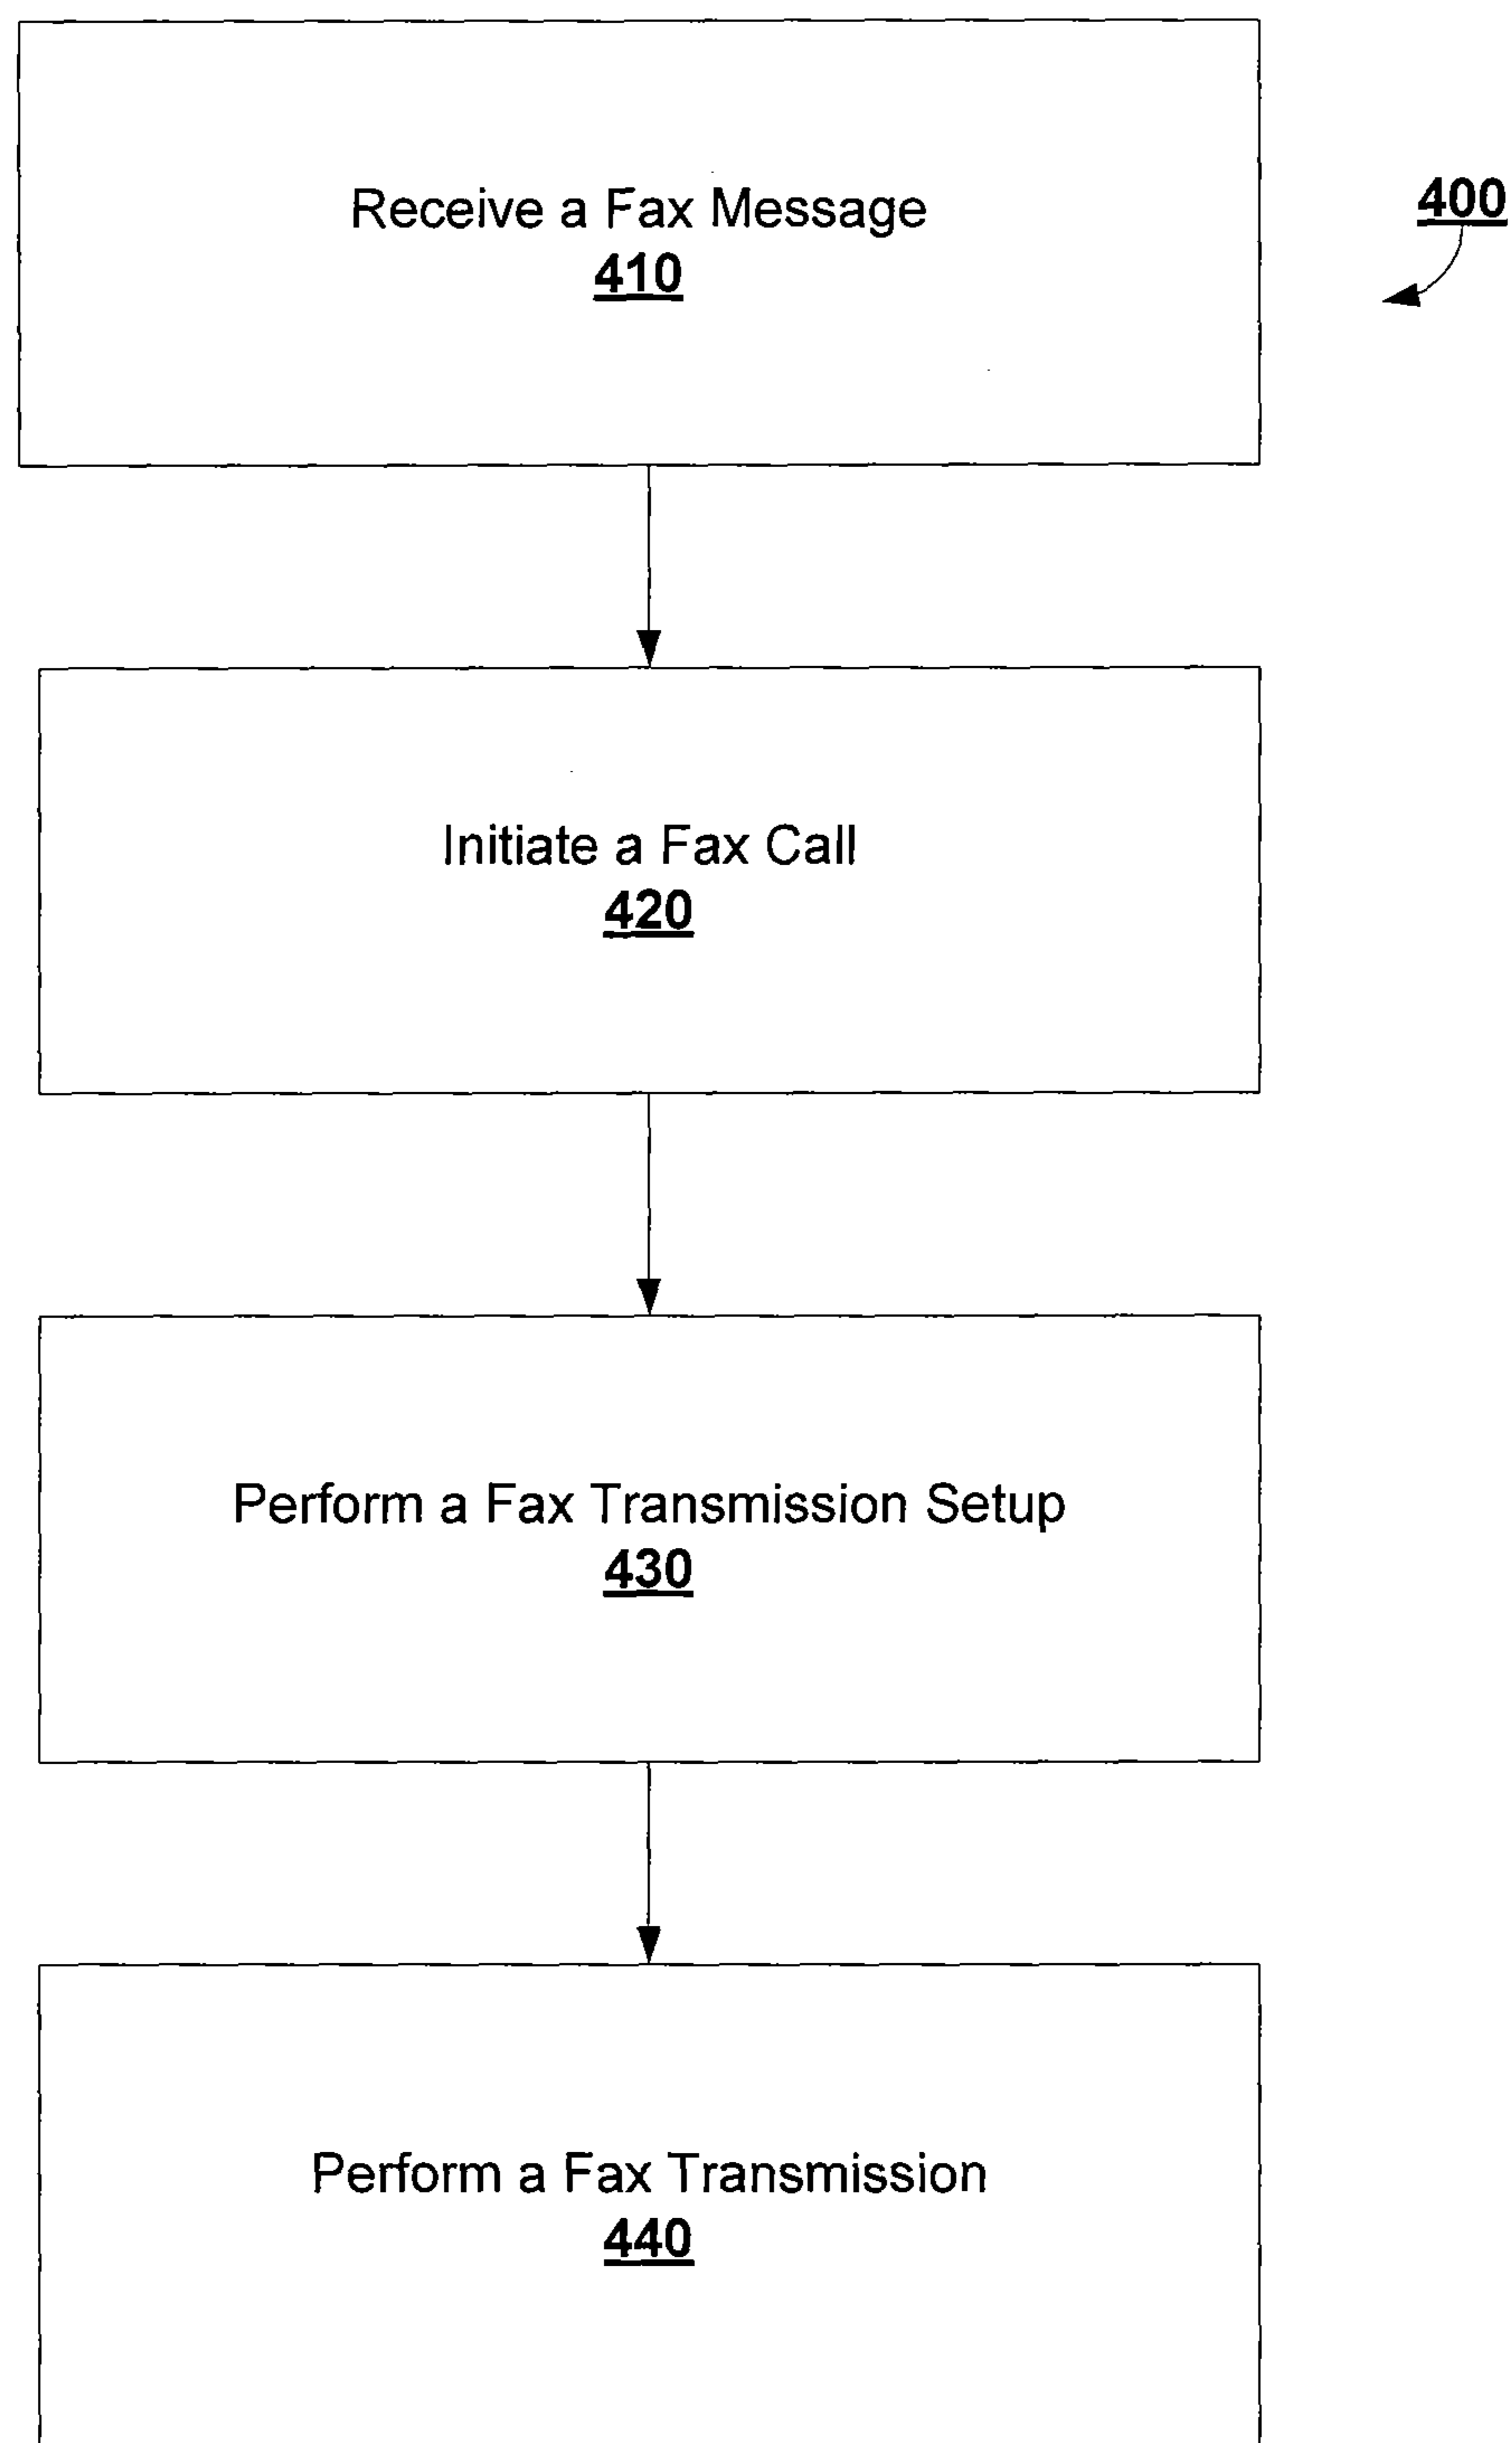 Receive a Fax Message
410
400
Initiate a Fax Call
420
Perform a Fax Transmission Setup
430
Perform a Fax Transmission
440